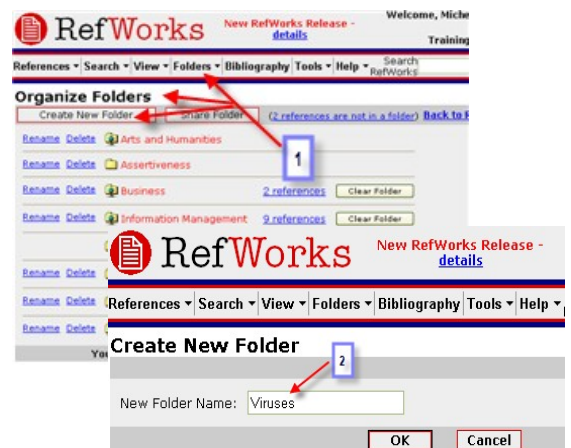 RefWorks
New RefWorks Release -
details
Welcome, Miche
Training
References Search View Folders Bibliography Tools Help Search RefWorks
Organize Folders
Create New Folder Share Folder (2 references are not in a folder) Back to
Rename Delete Arts and Humanities
1
Rename Delete Assertiveness
Rename Delete Business 2 references Clear Folder
Rename Delete Information Management 9 references Clear Folder
Rename Delete
Rename Delete
Rename Delete
RefWorks
New RefWorks Release -
details
References Search View Folders Bibliography Tools Help
Create New Folder
2
New Folder Name: Viruses
OK Cancel